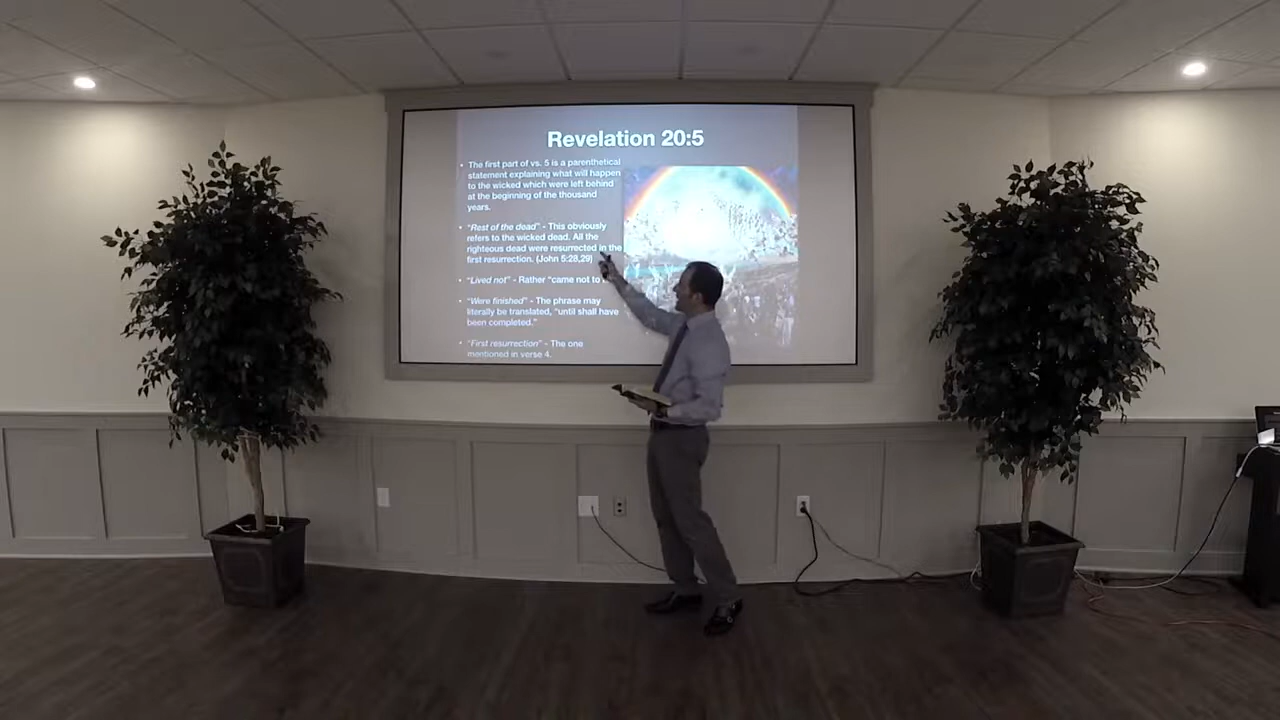 Revelation 20:5
• The first part of vs. 5 is a parenthetical
statement explaining what will happen
to the wicked which were left behind
at the beginning of the thousand
years.
• "Rest of the dead" - This obviously
refers to the wicked dead. All the
righteous dead were resurrected in the
first resurrection. (John 5:28,29)
• "Lived not" - Rather "came not to
• "Were finished" - The phrase may
literally be translated, "until shall have
been completed."
• "First resurrection" - The one
mentioned in verse 4.